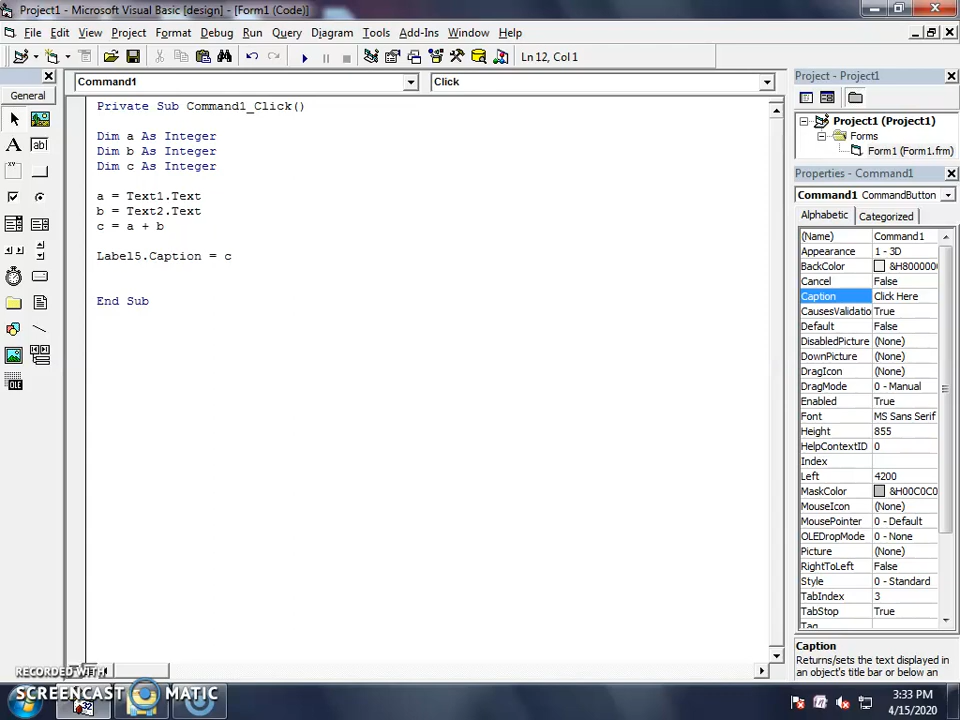 Project1 - Microsoft Visual Basic [design] - [Form1 (Code)]
File Edit View Project Format Debug Run Query Diagram Tools Add-Ins Window Help
Ln 12, Col 1
General
Command1
Click
Private Sub Command1_Click()
Dim a As Integer
Dim b As Integer
Dim c As Integer
a = Text1.Text
b = Text2.Text
c = a + b
Label5.Caption = c
End Sub
Project - Project1
Project1 (Project1)
Forms
Form1 (Form1.frm)
Properties - Command1
Command1 CommandButton
Alphabetic Categorized
(Name) Command1
Appearance 1 - 3D
BackColor &H8000000
Cancel False
Caption Click Here
CausesValidatio True
Default False
DisabledPicture (None)
DownPicture (None)
DragIcon (None)
DragMode 0 - Manual
Enabled True
Font MS Sans Serif
Height 855
HelpContextID 0
Index
Left 4200
MaskColor &H00C0C0
MouseIcon (None)
MousePointer 0 - Default
OLEDropMode 0 - None
Picture (None)
RightToLeft False
Style 0 - Standard
TabIndex 3
TabStop True
Tag
Caption
Returns/sets the text displayed in
an object's title bar or below an
RECORDED WITH
SCREENCAST MATIC
3:33 PM
4/15/2020